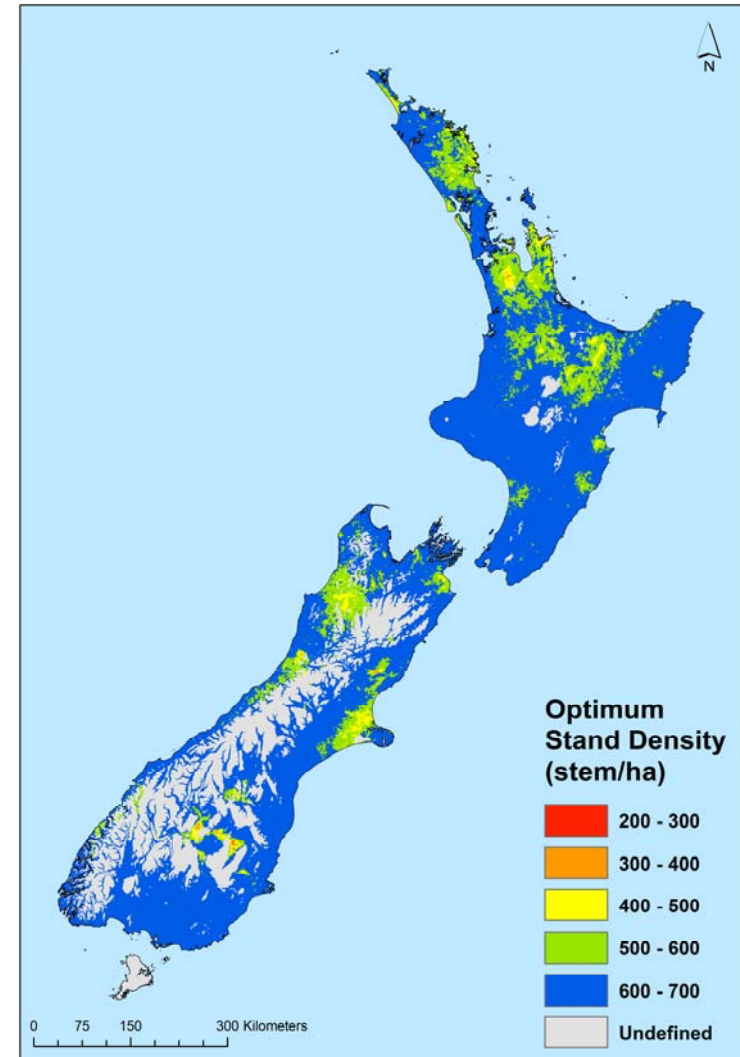 N
Optimum
Stand Density
(stem/ha)
200 - 300
300 - 400
400 - 500
500 - 600
600 - 700
Undefined
0 75 150 300 Kilometers